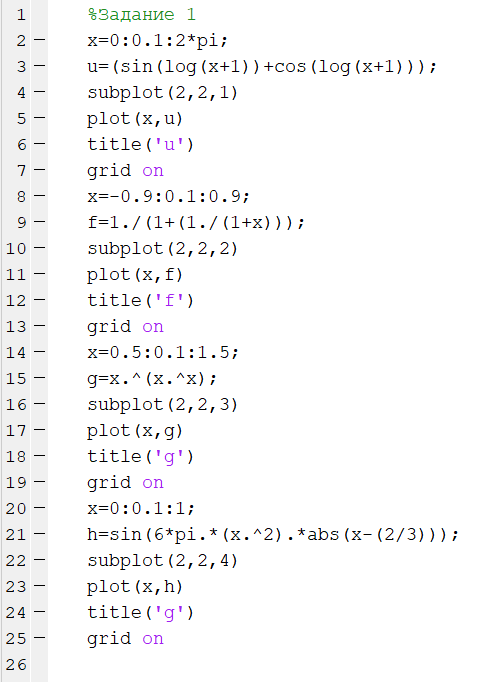 1 %Задание 1
2 – x=0:0.1:2*pi;
3 – u=(sin(log(x+1))+cos(log(x+1)));
4 – subplot(2,2,1)
5 – plot(x,u)
6 – title('u')
7 – grid on
8 – x=-0.9:0.1:0.9;
9 – f=1./(1+(1./(1+x)));
10 – subplot(2,2,2)
11 – plot(x,f)
12 – title('f')
13 – grid on
14 – x=0.5:0.1:1.5;
15 – g=x.^(x.^x);
16 – subplot(2,2,3)
17 – plot(x,g)
18 – title('g')
19 – grid on
20 – x=0:0.1:1;
21 – h=sin(6*pi.*(x.^2).*abs(x-(2/3)));
22 – subplot(2,2,4)
23 – plot(x,h)
24 – title('g')
25 – grid on
26